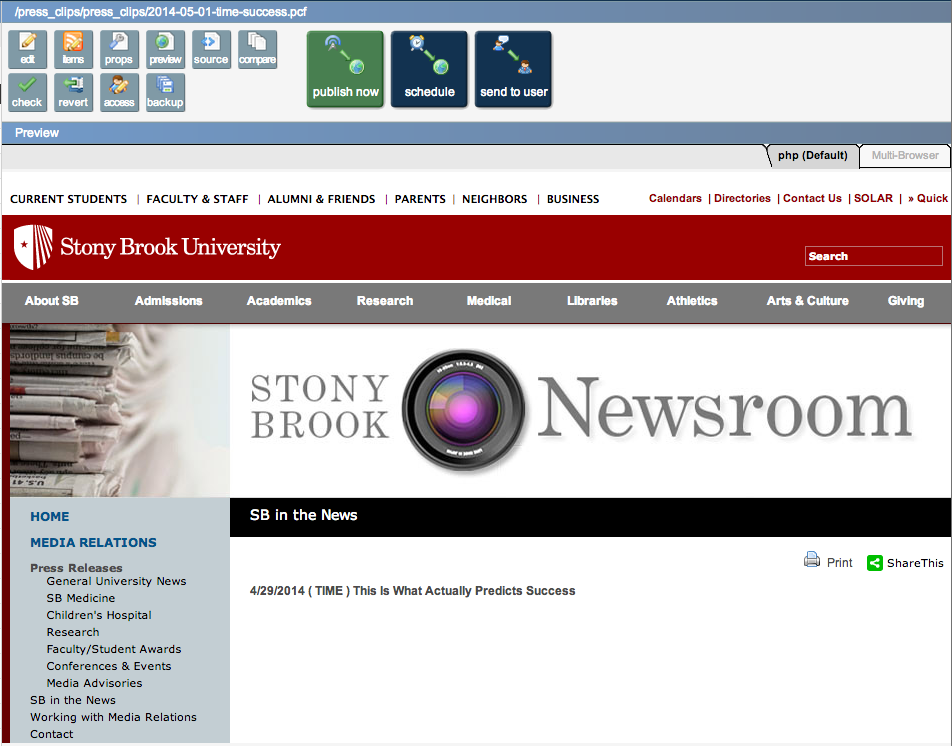 /press_clips/press_clips/2014-05-01-time-success.pcf
edit items props preview source compare
check revert access backup
publish now schedule send to user
Preview
php (Default) Multi-Browser
CURRENT STUDENTS | FACULTY & STAFF | ALUMNI & FRIENDS | PARENTS | NEIGHBORS | BUSINESS
Calendars | Directories | Contact Us | SOLAR | » Quick
Stony Brook University
Search
About SB Admissions Academics Research Medical Libraries Athletics Arts & Culture Giving
STONY
BROOK
Newsroom
HOME
MEDIA RELATIONS
Press Releases
General University News
SB Medicine
Children's Hospital
Research
Faculty/Student Awards
Conferences & Events
Media Advisories
SB in the News
Working with Media Relations
Contact
SB in the News
Print ShareThis
4/29/2014 ( TIME ) This Is What Actually Predicts Success